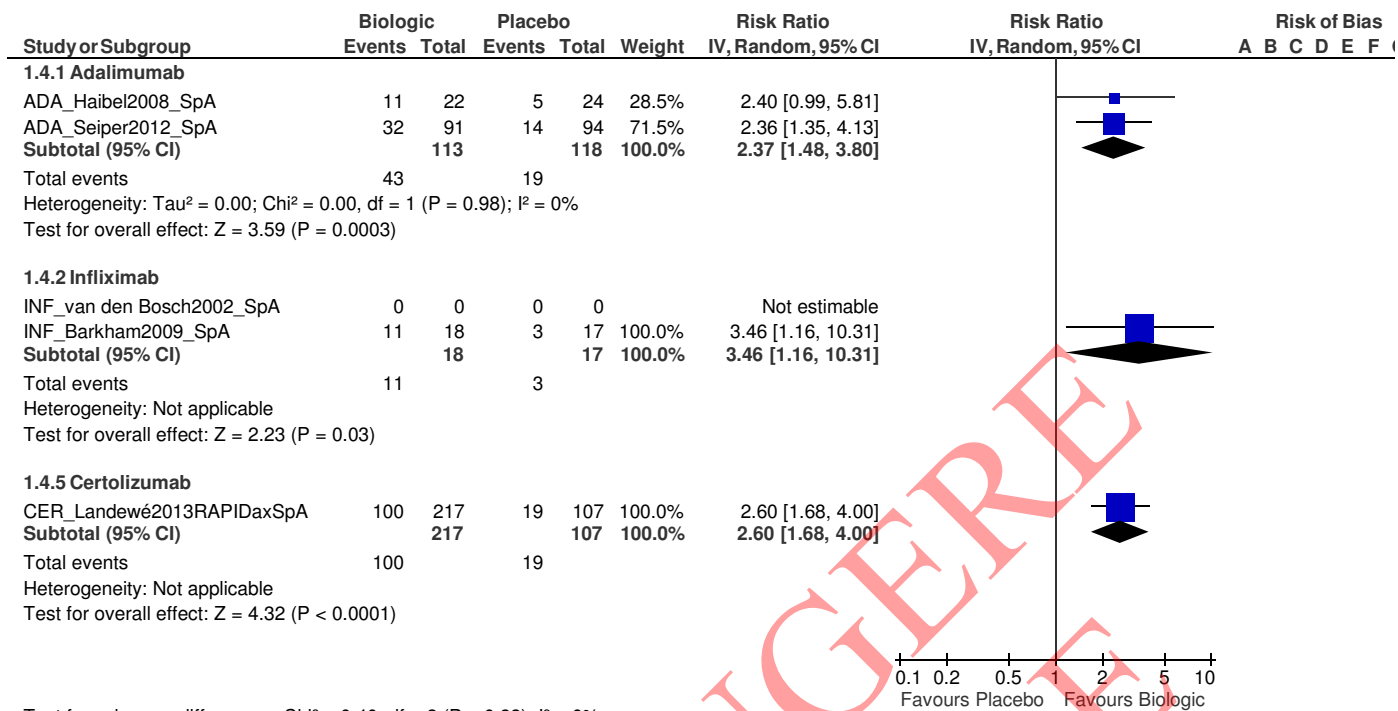 Biologic Placebo Risk Ratio Risk Ratio Risk of Bias
Study or Subgroup Events Total Events Total Weight IV, Random, 95% CI IV, Random, 95% CI A B C D E F
1.4.1 Adalimumab
ADA_Haibel2008_SpA 11 22 5 24 28.5% 2.40 [0.99, 5.81]
ADA_Seiper2012_SpA 32 91 14 94 71.5% 2.36 [1.35, 4.13]
Subtotal (95% CI) 113 118 100.0% 2.37 [1.48, 3.80]
Total events 43 19
Heterogeneity: Tau² = 0.00; Chi² = 0.00, df = 1 (P = 0.98); I² = 0%
Test for overall effect: Z = 3.59 (P = 0.0003)
1.4.2 Infliximab
INF_van den Bosch2002_SpA 0 0 0 0 Not estimable
INF_Barkham2009_SpA 11 18 3 17 100.0% 3.46 [1.16, 10.31]
Subtotal (95% CI) 18 17 100.0% 3.46 [1.16, 10.31]
Total events 11 3
Heterogeneity: Not applicable
Test for overall effect: Z = 2.23 (P = 0.03)
1.4.5 Certolizumab
CER_Landewé2013RAPIDaxSpA 100 217 19 107 100.0% 2.60 [1.68, 4.00]
Subtotal (95% CI) 217 107 100.0% 2.60 [1.68, 4.00]
Total events 100 19
Heterogeneity: Not applicable
Test for overall effect: Z = 4.32 (P < 0.0001)
0.1 0.2 0.5 1 2 5 10
Favours Placebo Favours Biologic
NGERE
E